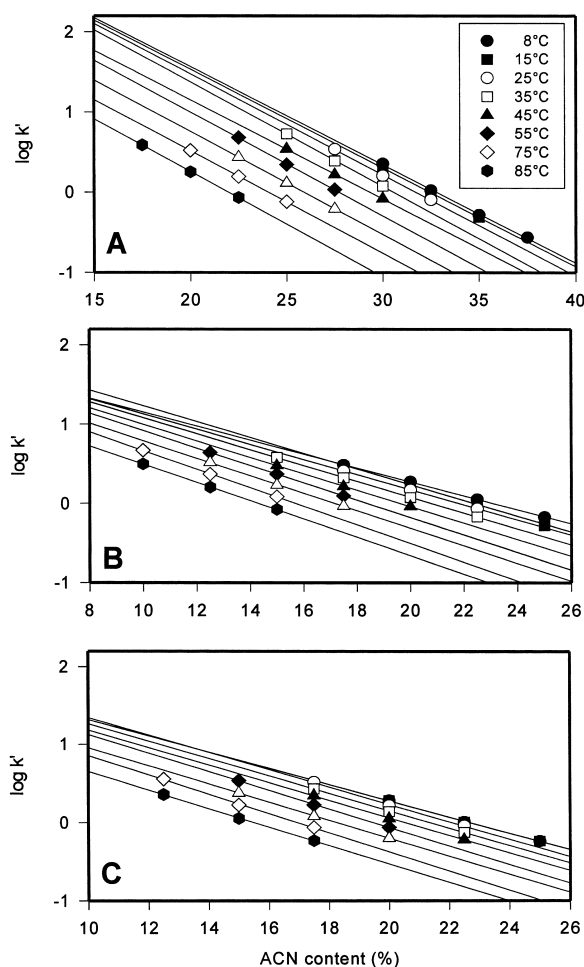 2
8°C
15°C
25°C
35°C
45°C
55°C
75°C
85°C
1
log k'
0
A
-1
15 20 25 30 35 40
2
1
log k'
0
B
-1
8 10 12 14 16 18 20 22 24 26
2
1
log k'
0
C
-1
10 12 14 16 18 20 22 24 26
ACN content (%)